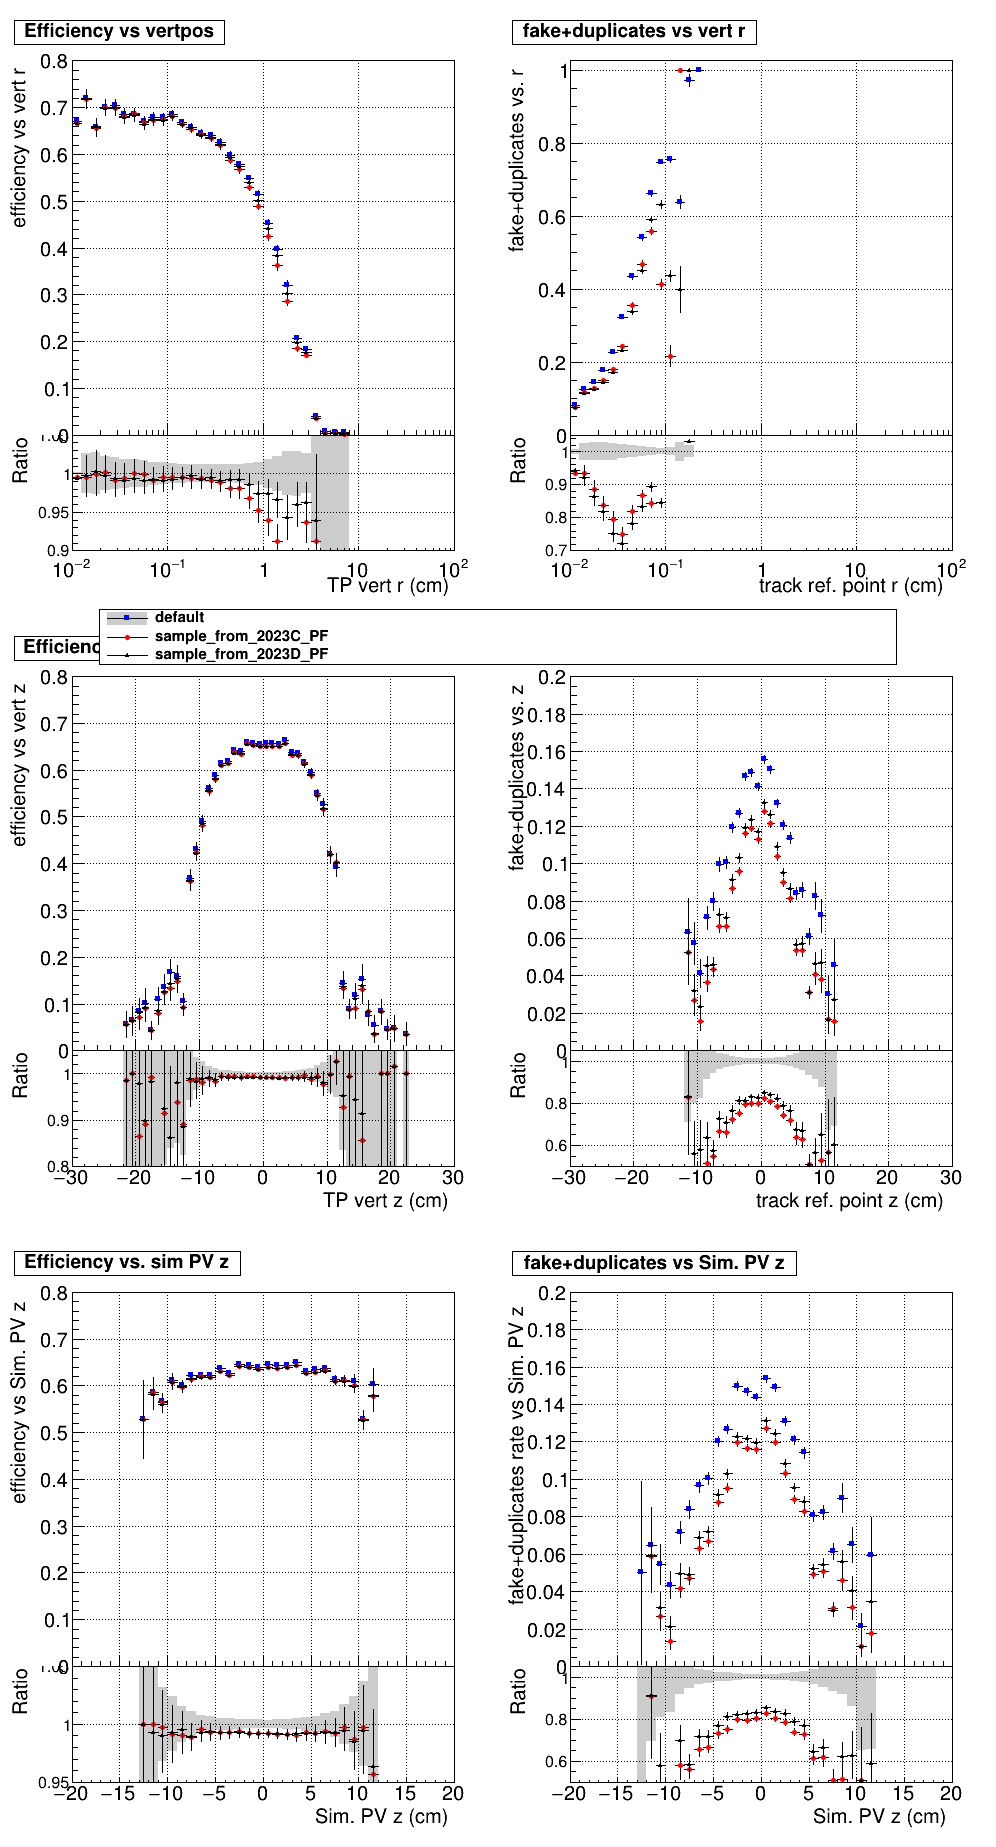 Efficiency vs vertpos
efficiency vs vert r
0.8
0.7
0.6
0.5
0.4
0.3
0.2
0.1
0
Ratio
1
0.95
0.9
10⁻² 10⁻¹ 1 10 10²
TP vert r (cm)
fake+duplicates vs vert r
fake+duplicates vs. r
1
0.8
0.6
0.4
0.2
0
Ratio
1
0.9
0.8
0.7
10⁻² 10⁻¹ 1 10 10²
track ref. point r (cm)
default
sample_from_2023C_PF
sample_from_2023D_PF
Efficienc
efficiency vs vert z
0.8
0.7
0.6
0.5
0.4
0.3
0.2
0.1
0
Ratio
1
0.9
0.8
−30 −20 −10 0 10 20 30
TP vert z (cm)
fake+duplicates vs. z
0.2
0.18
0.16
0.14
0.12
0.1
0.08
0.06
0.04
0.02
0
Ratio
1
0.8
0.6
−30 −20 −10 0 10 20 30
track ref. point z (cm)
Efficiency vs. sim PV z
efficiency vs Sim. PV z
0.8
0.7
0.6
0.5
0.4
0.3
0.2
0.1
0
Ratio
1
0.95
−20 −15 −10 −5 0 5 10 15 20
Sim. PV z (cm)
fake+duplicates vs Sim. PV z
fake+duplicates rate vs Sim. PV z
0.2
0.18
0.16
0.14
0.12
0.1
0.08
0.06
0.04
0.02
0
Ratio
1
0.8
0.6
−20 −15 −10 −5 0 5 10 15 20
Sim. PV z (cm)